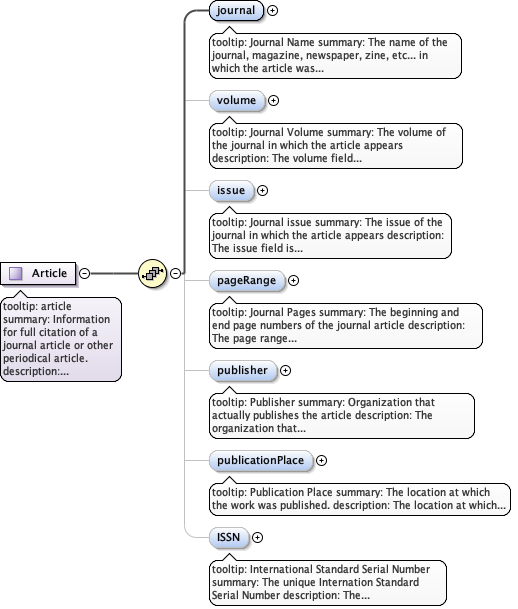 journal
tooltip: Journal Name summary: The name of the
journal, magazine, newspaper, zine, etc... in
which the article was...
volume
tooltip: Journal Volume summary: The volume of
the journal in which the article appears
description: The volume field...
issue
tooltip: Journal issue summary: The issue of the
journal in which the article appears description:
The issue field is...
Article
tooltip: article
summary: Information
for full citation of a
journal article or other
periodical article.
description:...
pageRange
tooltip: Journal Pages summary: The beginning and
end page numbers of the journal article description:
The page range...
publisher
tooltip: Publisher summary: Organization that
actually publishes the article description: The
organization that...
publicationPlace
tooltip: Publication Place summary: The location at which
the work was published. description: The location at which...
ISSN
tooltip: International Standard Serial Number
summary: The unique Internation Standard
Serial Number description: The...